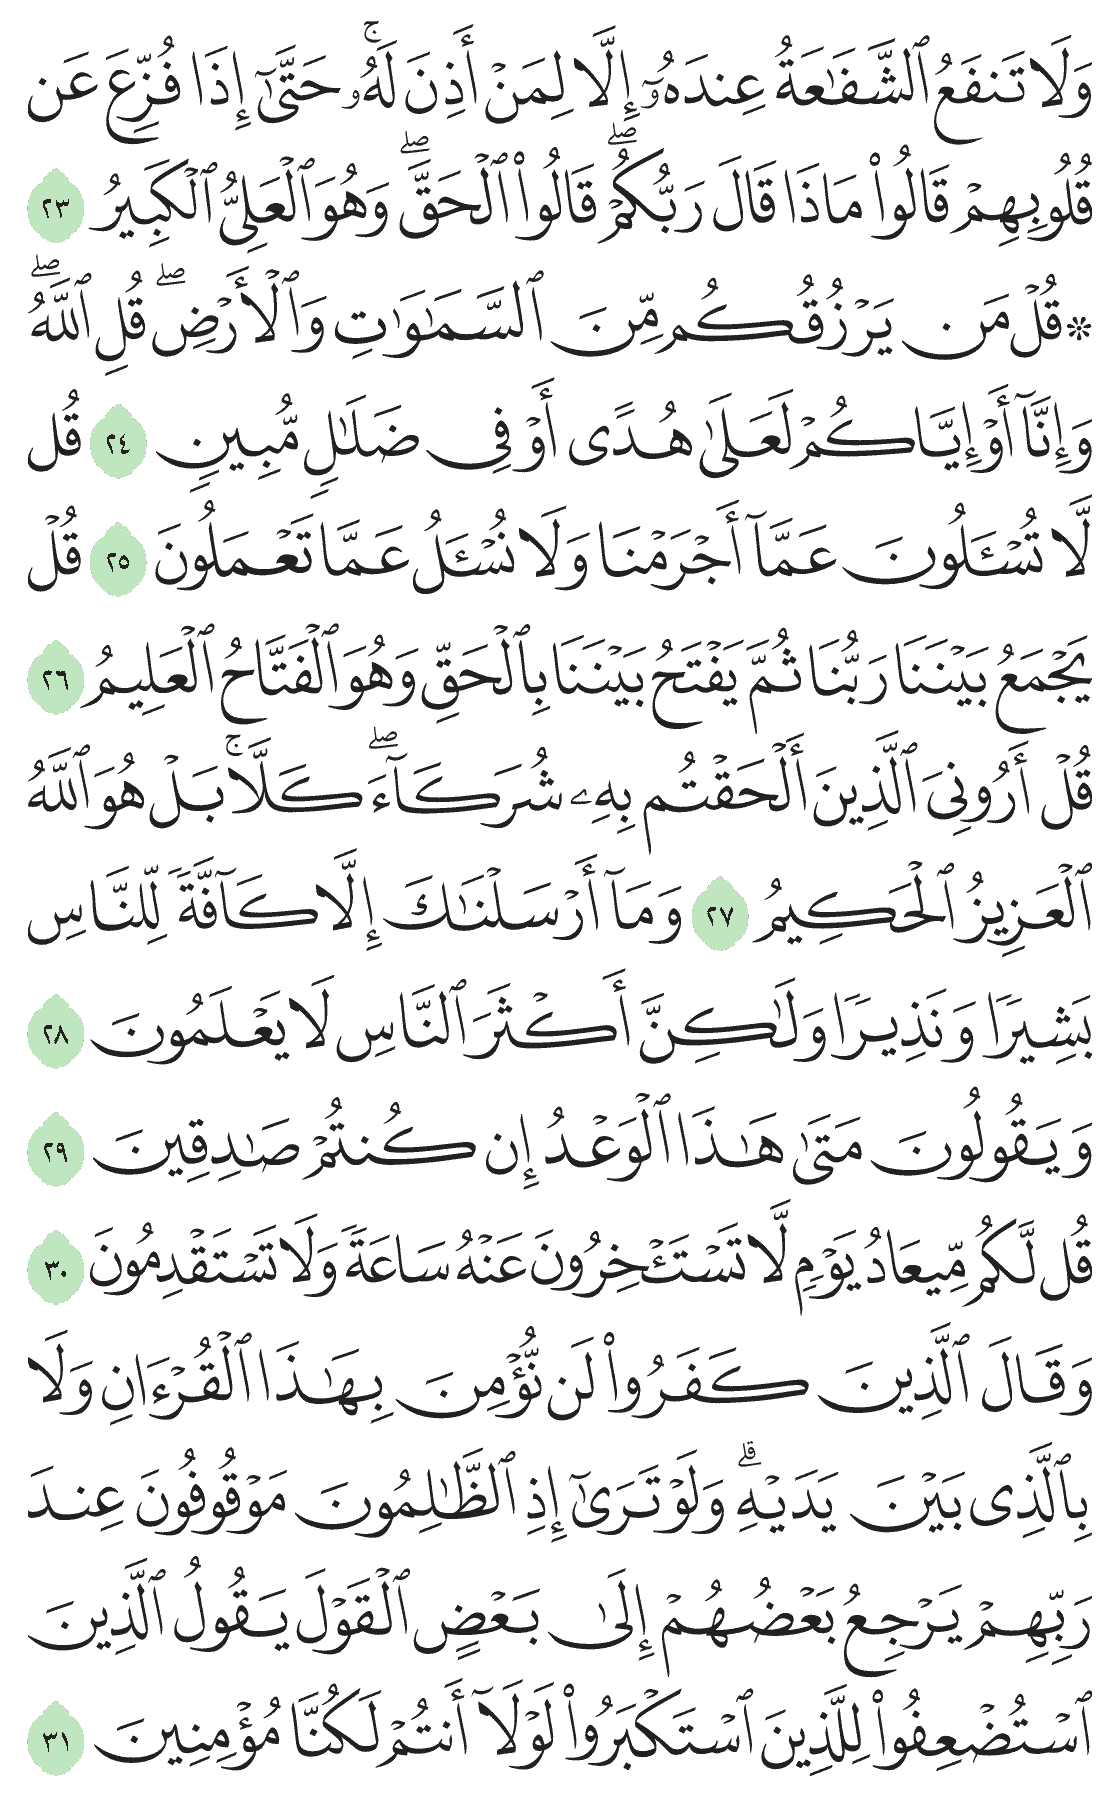 وَلَا تَنفَعُ ٱلشَّفَٰعَةُ عِندَهُۥٓ إِلَّا لِمَنۡ أَذِنَ لَهُۥۚ حَتَّىٰٓ إِذَا فُزِّعَ عَن
قُلُوبِهِمۡ قَالُواْ مَاذَا قَالَ رَبُّكُمۡۖ قَالُواْ ٱلۡحَقَّۖ وَهُوَ ٱلۡعَلِيُّ ٱلۡكَبِيرُ ٢٣
۞ قُلۡ مَن يَرۡزُقُكُم مِّنَ ٱلسَّمَٰوَٰتِ وَٱلۡأَرۡضِۖ قُلِ ٱللَّهُۖ
وَإِنَّآ أَوۡ إِيَّاكُمۡ لَعَلَىٰ هُدًى أَوۡ فِي ضَلَٰلٖ مُّبِينٖ ٢٤ قُل
لَّا تُسۡـَٔلُونَ عَمَّآ أَجۡرَمۡنَا وَلَا نُسۡـَٔلُ عَمَّا تَعۡمَلُونَ ٢٥ قُلۡ
يَجۡمَعُ بَيۡنَنَا رَبُّنَا ثُمَّ يَفۡتَحُ بَيۡنَنَا بِٱلۡحَقِّ وَهُوَ ٱلۡفَتَّاحُ ٱلۡعَلِيمُ ٢٦
قُلۡ أَرُونِيَ ٱلَّذِينَ أَلۡحَقۡتُم بِهِۦ شُرَكَآءَۖ كَلَّاۚ بَلۡ هُوَ ٱللَّهُ
ٱلۡعَزِيزُ ٱلۡحَكِيمُ ٢٧ وَمَآ أَرۡسَلۡنَٰكَ إِلَّا كَآفَّةٗ لِّلنَّاسِ
بَشِيرٗا وَنَذِيرٗا وَلَٰكِنَّ أَكۡثَرَ ٱلنَّاسِ لَا يَعۡلَمُونَ ٢٨
وَيَقُولُونَ مَتَىٰ هَٰذَا ٱلۡوَعۡدُ إِن كُنتُمۡ صَٰدِقِينَ ٢٩
قُل لَّكُم مِّيعَادُ يَوۡمٖ لَّا تَسۡتَـٔۡخِرُونَ عَنۡهُ سَاعَةٗ وَلَا تَسۡتَقۡدِمُونَ ٣٠
وَقَالَ ٱلَّذِينَ كَفَرُواْ لَن نُّؤۡمِنَ بِهَٰذَا ٱلۡقُرۡءَانِ وَلَا
بِٱلَّذِي بَيۡنَ يَدَيۡهِۗ وَلَوۡ تَرَىٰٓ إِذِ ٱلظَّٰلِمُونَ مَوۡقُوفُونَ عِندَ
رَبِّهِمۡ يَرۡجِعُ بَعۡضُهُمۡ إِلَىٰ بَعۡضٍ ٱلۡقَوۡلَ يَقُولُ ٱلَّذِينَ
ٱسۡتُضۡعِفُواْ لِلَّذِينَ ٱسۡتَكۡبَرُواْ لَوۡلَآ أَنتُمۡ لَكُنَّا مُؤۡمِنِينَ ٣١